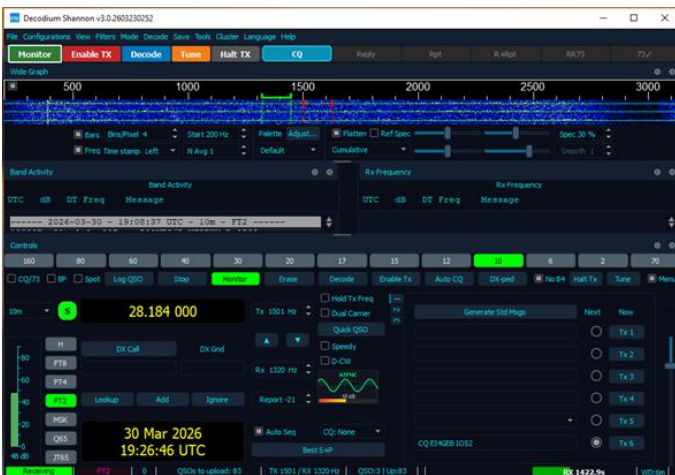 Decodium Shannon v3.0.2603230252
File Configurations View Filters Mode Decode Save Tools Cluster Language Help
Monitor Enable TX Decode Tune Halt TX CQ Reply Rpt R+Rpt RR73 73✓
Wide Graph
500 1000 1500 2000 2500 3000
Bars Bins/Pixel 4 Start 200 Hz Palette Adjust... Flatten Ref Spec Spec 30 %
Freq Time stamp Left N Avg 1 Default Cumulative Smooth 1
Band Activity Rx Frequency
Band Activity Rx Frequency
UTC dB DT Freq Message UTC dB DT Freq Message
------ 2026-03-30 - 19:08:37 UTC - 10m - FT2 ------
Controls
160 80 60 40 30 20 17 15 12 10 6 2 70
CQ/73 BP Spot Log QSO Stop Monitor Erase Decode Enable Tx Auto CQ DX-ped No B4 Halt Tx Tune Menu
10m S 28.184 000 Tx 1501 Hz Hold Tx Freq Dual Carrier Generate Std Msgs Next Now
Quick QSO Tx 1
H DX Call DX Grid Speedy Tx 2
80 FT8 D-CW
60 FT4 Rx 1320 Hz ASYNC Tx 3
40 FT2 Lookup Add Ignore Report -21 Tx 4
MSK Tx 5
20 Q65 30 Mar 2026 Auto Seq CQ: None CQ EI4GEB IO52 Tx 6
JT65 19:26:46 UTC Best S+P
48 dB
Receiving FT2 0 QSOs to upload: 83 TX 1501/RX 1320 Hz QSO:3 | Up:83 RX 1422.9s WD:6m